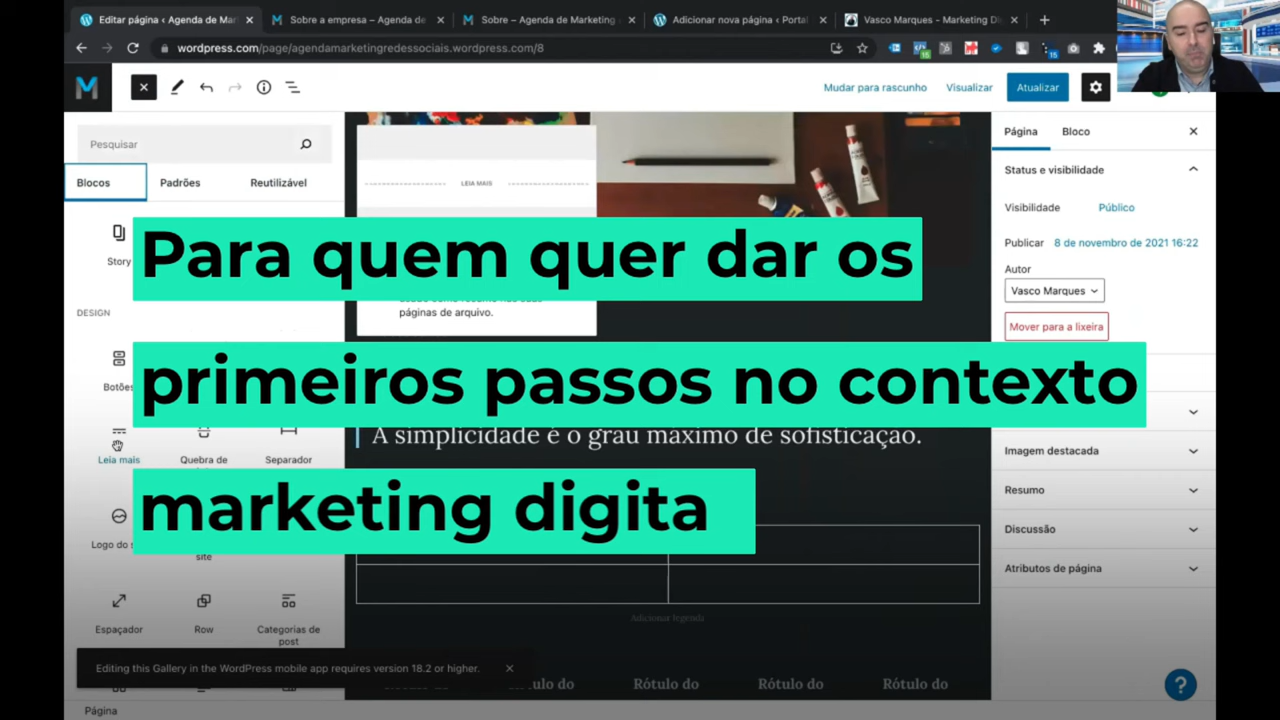 Editar página ‹ Agenda de Mar
Sobre a empresa – Agenda de
Sobre – Agenda de Marketing
Adicionar nova página ‹ Portal
Vasco Marques – Marketing Di
wordpress.com/page/agendamarketingredessociais.wordpress.com/8
Mudar para rascunho
Visualizar
Atualizar
Pesquisar
Blocos
Padrões
Reutilizável
Story
DESIGN
Botões
Leia mais
Quebra de
Separador
Logo do
site
Espaçador
Row
Categorias de
post
LEIA MAIS
páginas de arquivo.
Para quem quer dar os
primeiros passos no contexto
marketing digita
A simplicidade é o grau máximo de sofisticação.
Adicionar legenda
Rótulo do
Rótulo do
Rótulo do
Editing this Gallery in the WordPress mobile app requires version 18.2 or higher.
Página
Página
Bloco
Status e visibilidade
Visibilidade
Público
Publicar
8 de novembro de 2021 16:22
Autor
Vasco Marques
Mover para a lixeira
Imagem destacada
Resumo
Discussão
Atributos de página